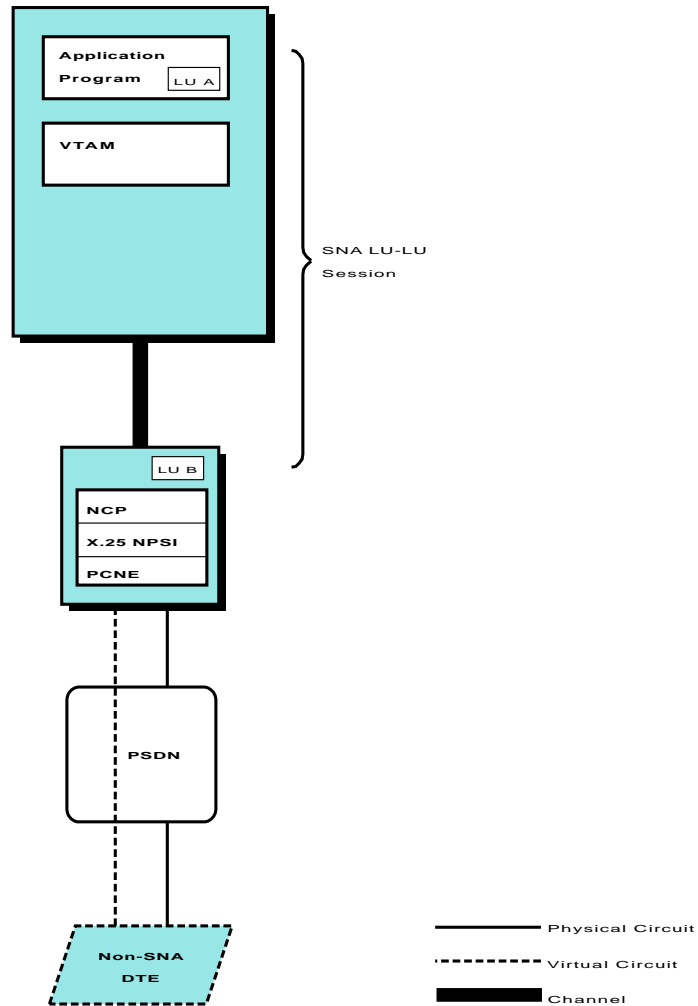 Application
Program
LU A
VTAM
SNA LU-LU
Session
LU B
NCP
X.25 NPSI
PCNE
PSDN
Non-SNA
DTE
Physical Circuit
Virtual Circuit
Channel